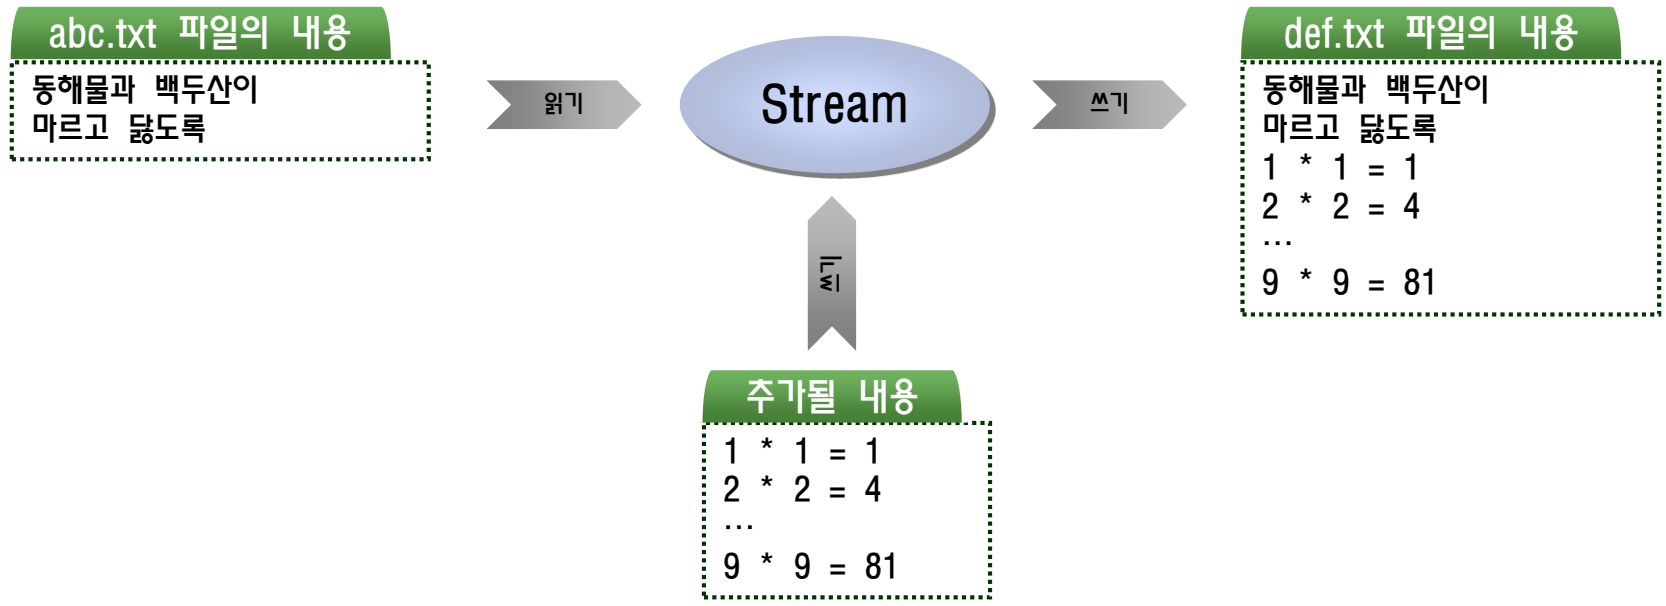 abc.txt 파일의 내용
동해물과 백두산이
마르고 닳도록
읽기
Stream
쓰기
def.txt 파일의 내용
동해물과 백두산이
마르고 닳도록
1 * 1 = 1
2 * 2 = 4
...
9 * 9 = 81
쓰기
추가될 내용
1 * 1 = 1
2 * 2 = 4
...
9 * 9 = 81